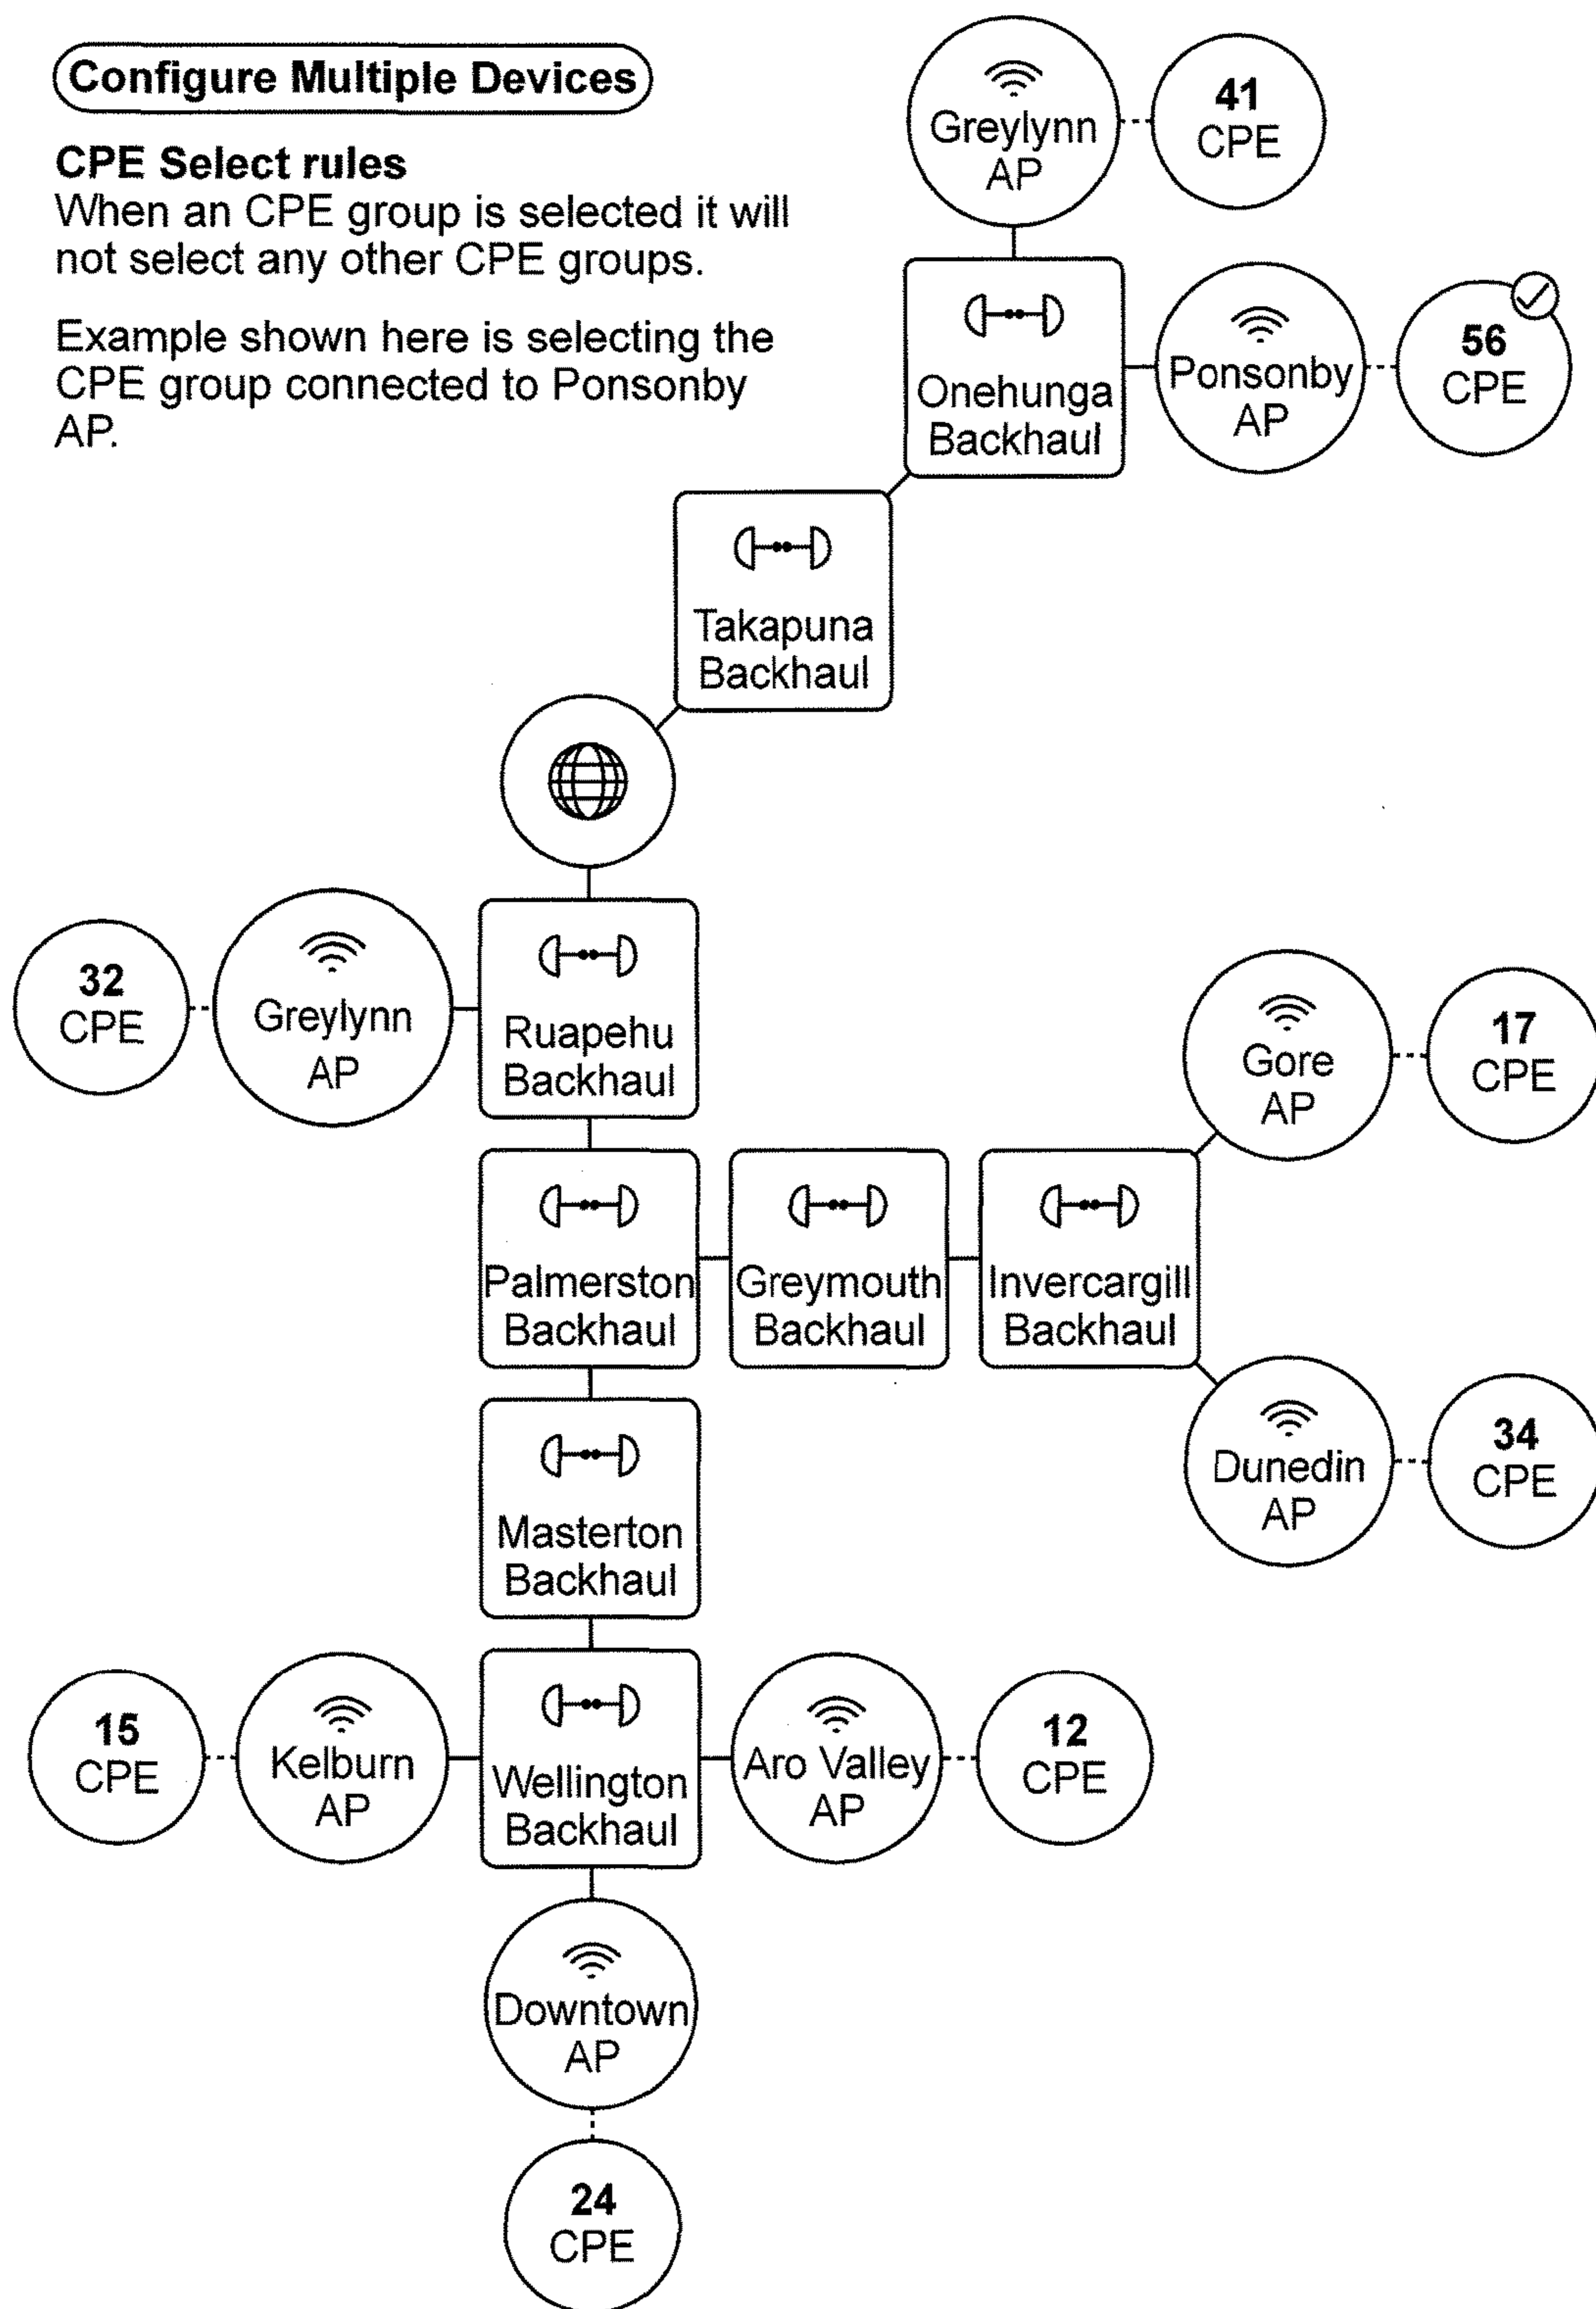 Configure Multiple Devices
CPE Select rules
When an CPE group is selected it will
not select any other CPE groups.
Example shown here is selecting the
CPE group connected to Ponsonby
AP.
Greylynn
AP
41
CPE
Onehunga
Backhaul
Ponsonby
AP
56
CPE
Takapuna
Backhaul
32
CPE
Greylynn
AP
Ruapehu
Backhaul
Gore
AP
17
CPE
Palmerston
Backhaul
Greymouth
Backhaul
Invercargill
Backhaul
Dunedin
AP
34
CPE
Masterton
Backhaul
15
CPE
Kelburn
AP
Wellington
Backhaul
Aro Valley
AP
12
CPE
Downtown
AP
24
CPE